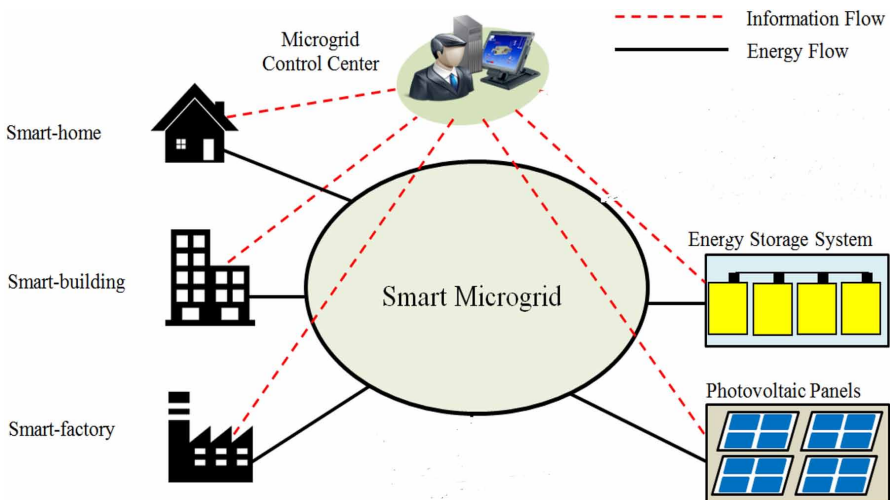 Microgrid
Control Center
Information Flow
Energy Flow
Smart-home
Smart-building
Smart-factory
Smart Microgrid
Energy Storage System
Photovoltaic Panels